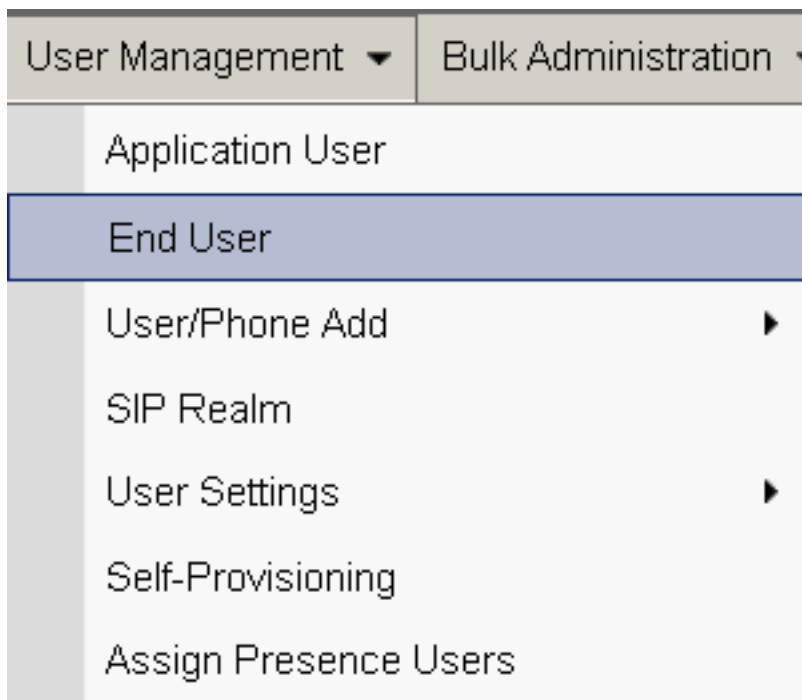 User Management Bulk Administration
Application User
End User
User/Phone Add
SIP Realm
User Settings
Self-Provisioning
Assign Presence Users